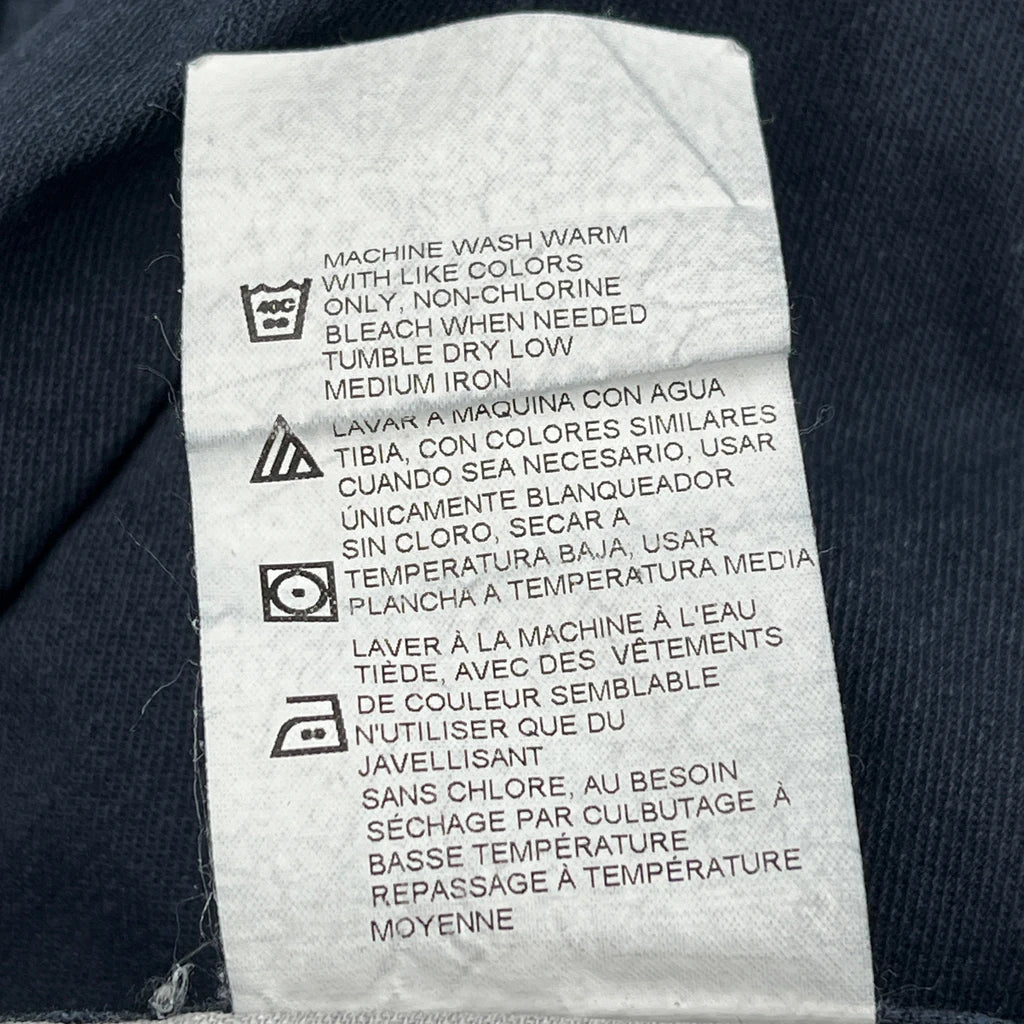 MACHINE WASH WARM
WITH LIKE COLORS
ONLY, NON-CHLORINE
BLEACH WHEN NEEDED
TUMBLE DRY LOW
MEDIUM IRON
40C
LAVAR A MAQUINA CON AGUA
TIBIA, CON COLORES SIMILARES
CUANDO SEA NECESARIO, USAR
ÚNICAMENTE BLANQUEADOR
SIN CLORO, SECAR A
TEMPERATURA BAJA, USAR
PLANCHA A TEMPERATURA MEDIA
LAVER À LA MACHINE À L'EAU
TIÈDE, AVEC DES VÊTEMENTS
DE COULEUR SEMBLABLE
N'UTILISER QUE DU
JAVELLISANT
SANS CHLORE, AU BESOIN
SÉCHAGE PAR CULBUTAGE À
BASSE TEMPÉRATURE
REPASSAGE À TEMPÉRATURE
MOYENNE